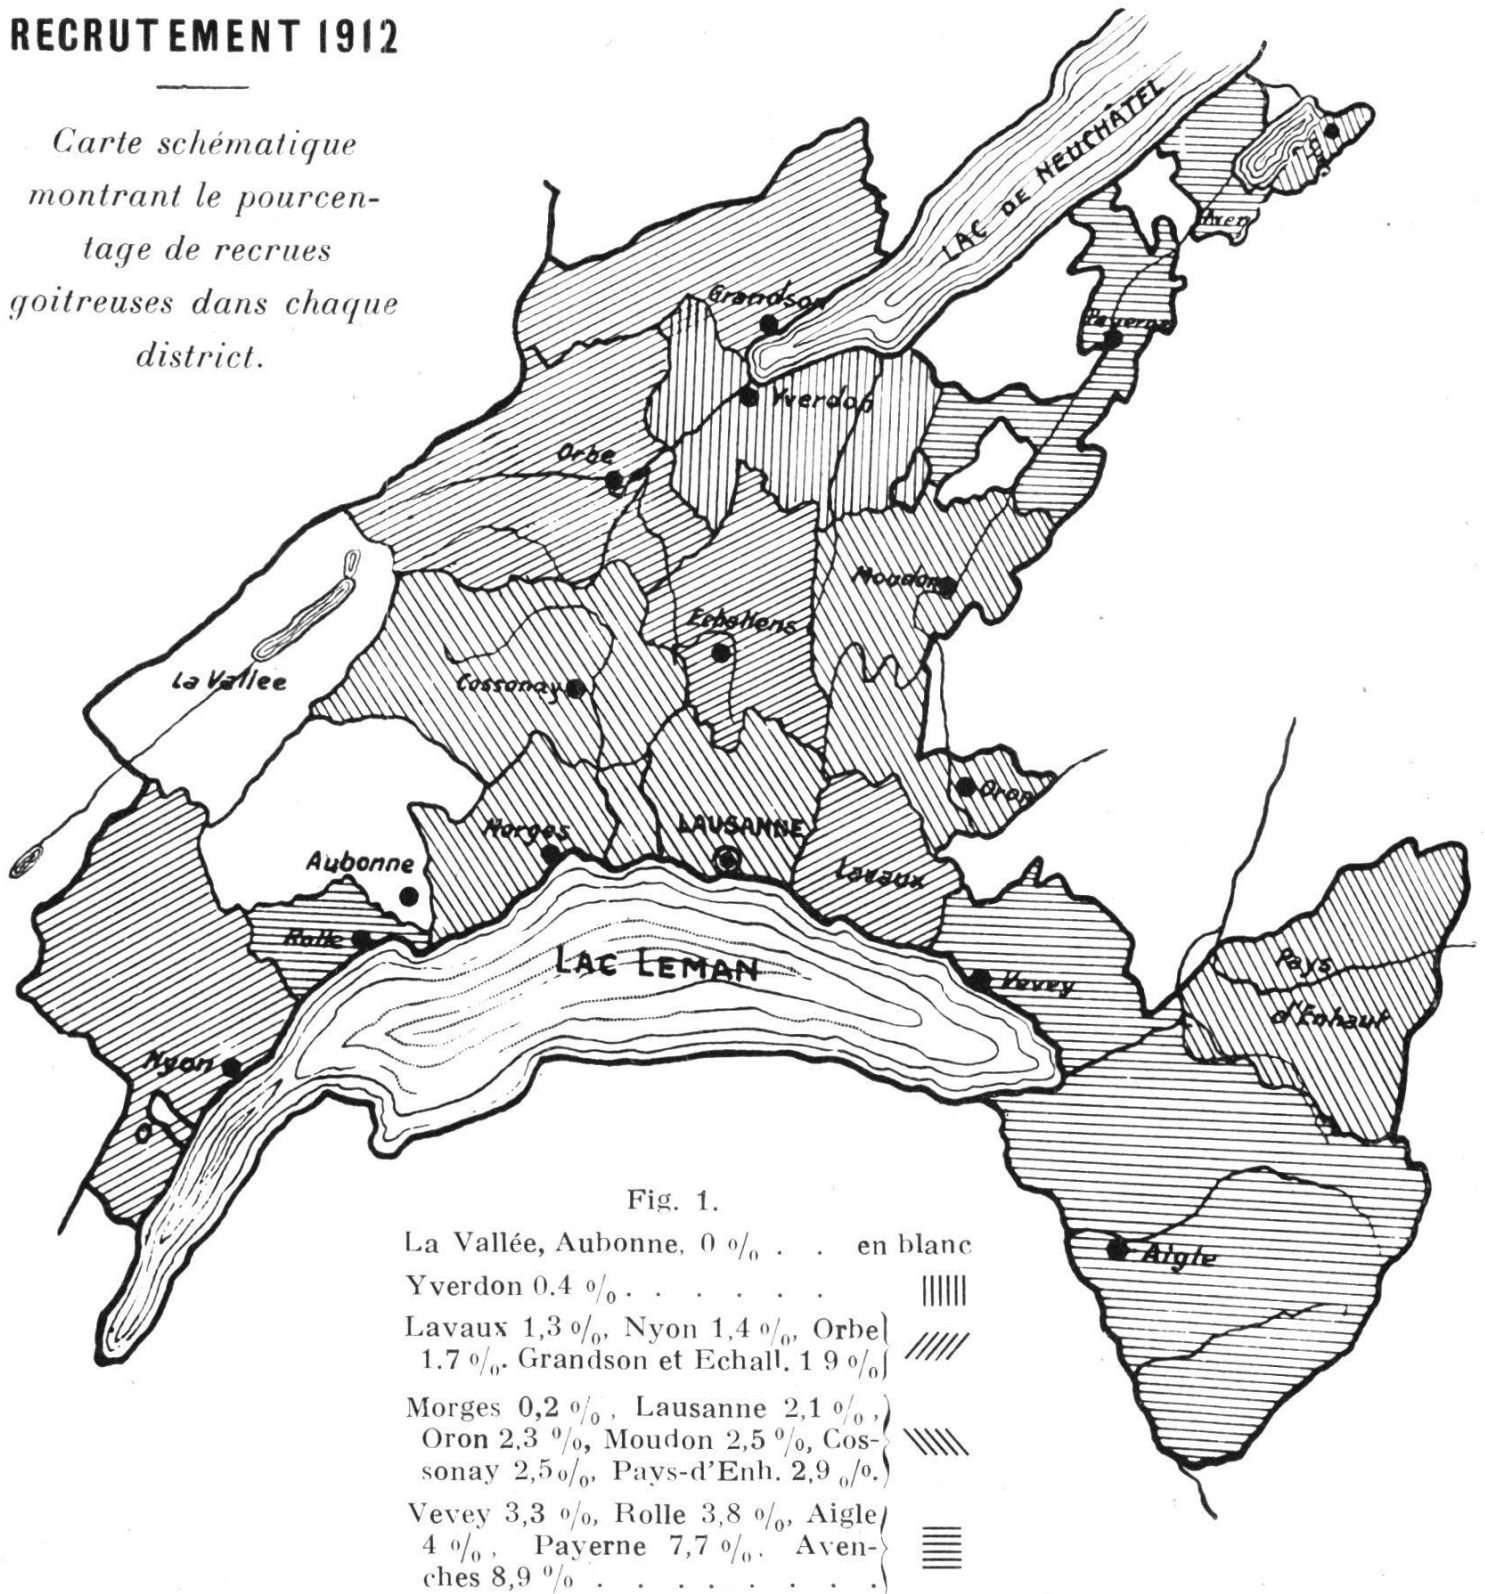 RECRUTEMENT 1912
Carte schématique
montrant le pourcen-
tage de recrues
goitreuses dans chaque
district.
LAC DE NEUCHÂTEL
Aven
Grandson
Payerne
Yverdon
Orbe
Moudon
Echallens
La Vallée
Cossonay
Oron
Morges
LAUSANNE
Aubonne
Lavaux
Rolle
LAC LEMAN
Vevey
Pays
d'Enhaut
Nyon
Aigle
Fig. 1.
La Vallée, Aubonne, 0 % . . en blanc
Yverdon 0.4 % . . . . . .
Lavaux 1,3 %, Nyon 1,4 %, Orbe
1.7 %. Grandson et Echall. 1 9 %
Morges 0,2 %, Lausanne 2,1 %,
Oron 2,3 %, Moudon 2,5 %, Cos-
sonay 2,5 %, Pays-d'Enh. 2,9 %.
Vevey 3,3 %, Rolle 3,8 %, Aigle
4 %, Payerne 7,7 %. Aven-
ches 8,9 % . . . . . . . .